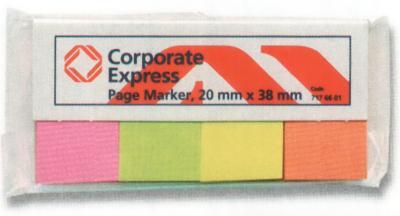 Corporate
Express
Page Marker, 20 mm x 38 mm
Code
717 66 01